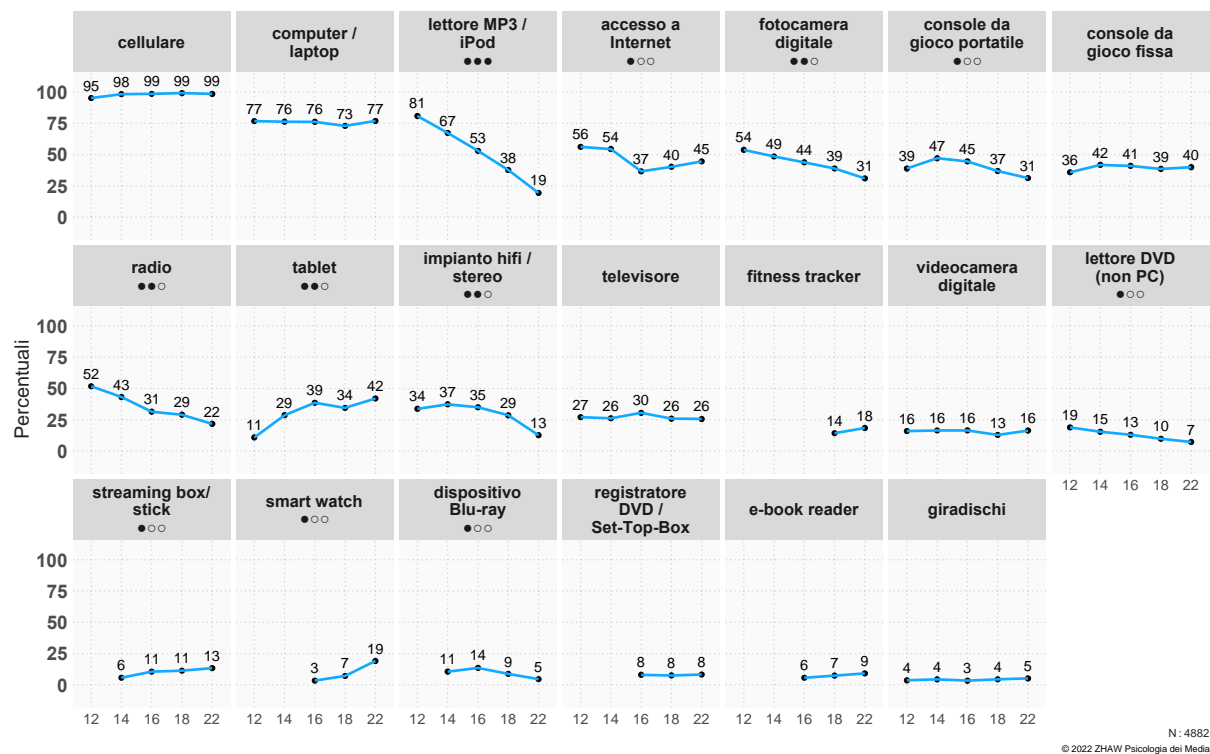 cellulare
computer /
laptop
lettore MP3 /
iPod
●●●
accesso a
Internet
●○○
fotocamera
digitale
●●○
console da
gioco portatile
●○○
console da
gioco fissa
100
75
50
25
0
95 98 99 99 99
77 76 76 73 77
81 67 53 38 19
56 54 37 40 45
54 49 44 39 31
39 47 45 37 31
36 42 41 39 40
Percentuali
radio
●●○
tablet
●●○
impianto hifi /
stereo
●●○
televisore
fitness tracker
videocamera
digitale
lettore DVD
(non PC)
●○○
100
75
50
25
0
52 43 31 29 22
11 29 39 34 42
34 37 35 29 13
27 26 30 26 26
14 18
16 16 16 13 16
19 15 13 10 7
12 14 16 18 22
streaming box/
stick
●○○
smart watch
●○○
dispositivo
Blu-ray
●○○
registratore
DVD /
Set-Top-Box
e-book reader
giradischi
100
75
50
25
0
6 11 11 13
3 7 19
11 14 9 5
8 8 8
6 7 9
4 4 3 4 5
12 14 16 18 22
12 14 16 18 22
12 14 16 18 22
12 14 16 18 22
12 14 16 18 22
12 14 16 18 22
N : 4882
© 2022 ZHAW Psicologia dei Media